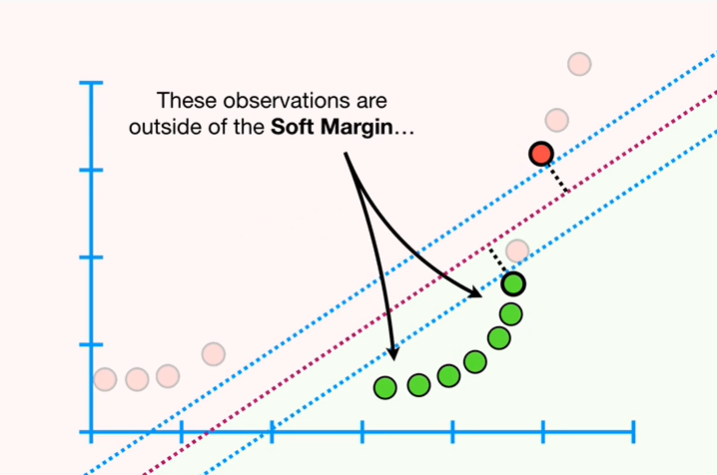 These observations are
outside of the Soft Margin…